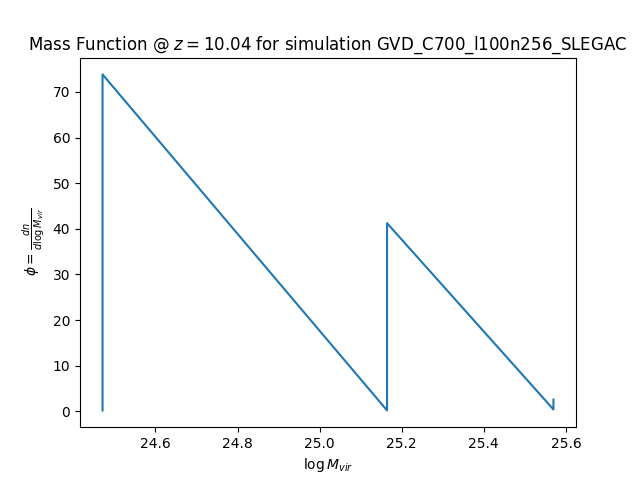 Mass Function @ z = 10.04 for simulation GVD_C700_l100n256_SLEGAC
70
60
50
40
30
20
10
0
ϕ = dn/dlog M_vir
24.6 24.8 25.0 25.2 25.4 25.6
log M_vir